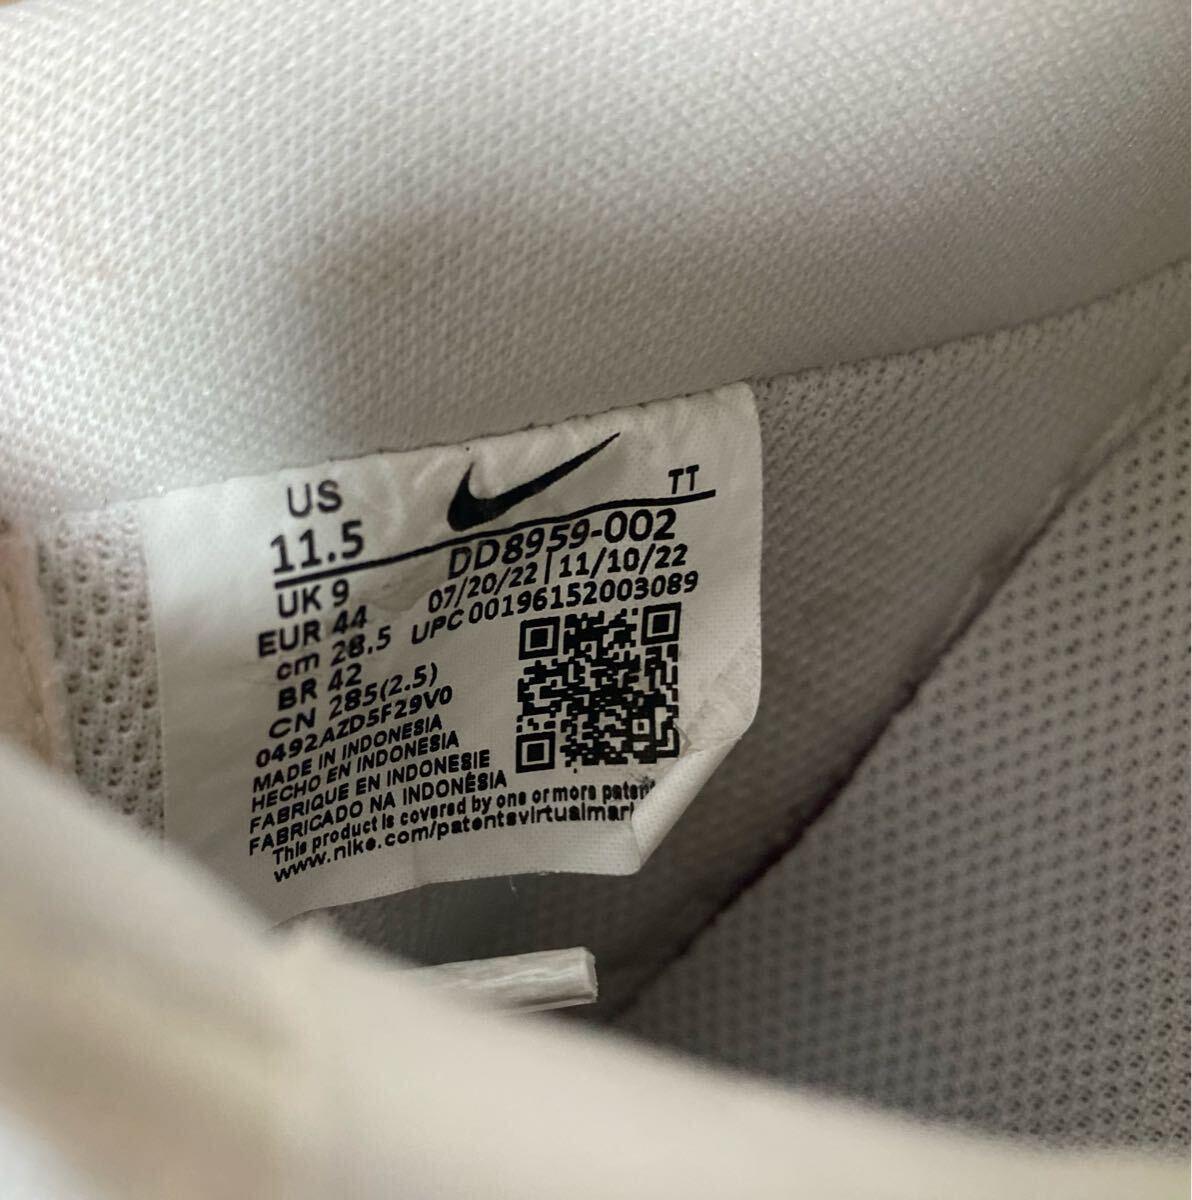 US
11.5
TT
DD8959-002
UK 9
07/20/22 | 11/10/22
EUR 44
UPC 00196152003089
cm 28.5
BR 42
CN 285(2.5)
0492AZD5F29V0
MADE IN INDONESIA
HECHO EN INDONESIA
FABRIQUE EN INDONESIE
FABRICADO NA INDONÉSIA
This product is covered by one or more
www.nike.com/patentsvirtualmar